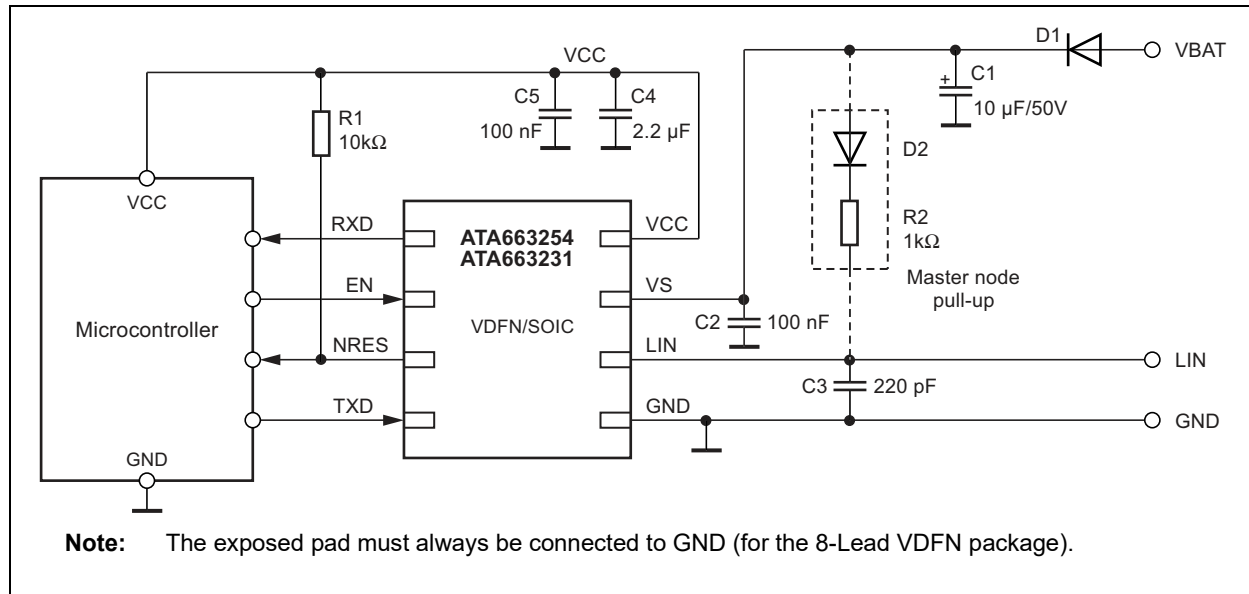 D1
VBAT
VCC
C1
+
10 µF/50V
C5
100 nF
C4
2.2 µF
R1
10kΩ
D2
R2
1kΩ
Master node
pull-up
VCC
RXD
EN
NRES
TXD
GND
Microcontroller
ATA663254
ATA663231
VDFN/SOIC
VCC
VS
C2
100 nF
LIN
LIN
C3
220 pF
GND
GND
Note: The exposed pad must always be connected to GND (for the 8-Lead VDFN package).